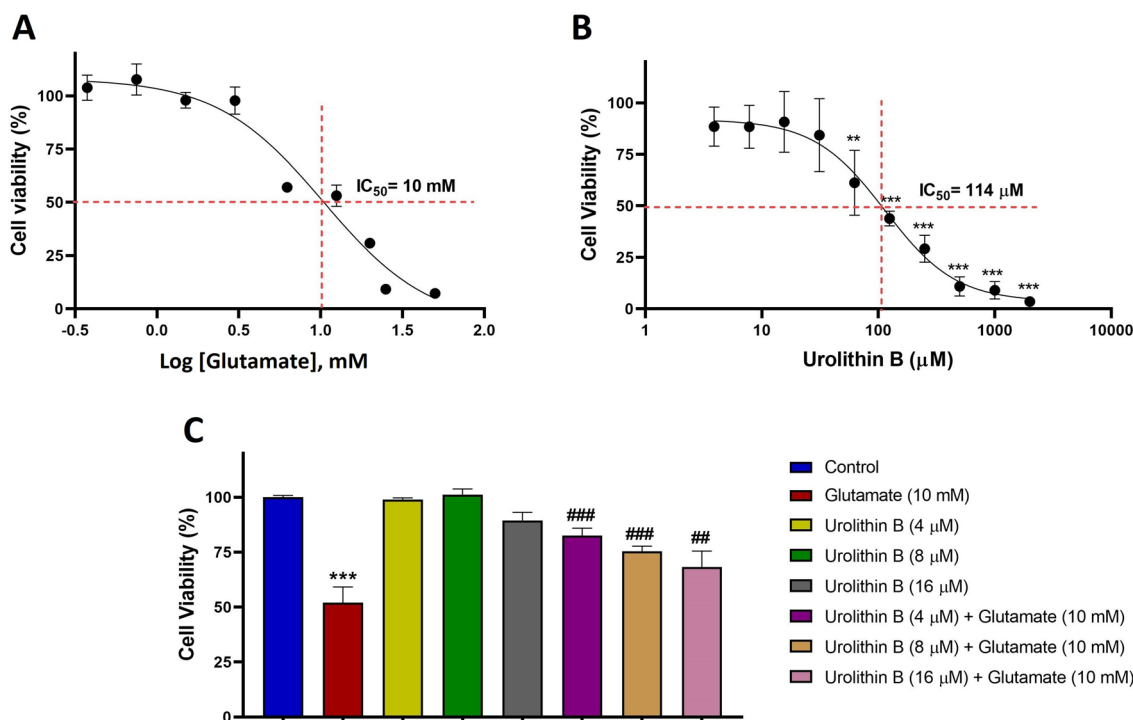 A
Cell viability (%)
100
75
50
25
0
IC50= 10 mM
-0.5 0.0 0.5 1.0 1.5 2.0
Log [Glutamate], mM
B
Cell Viability (%)
100
75
50
25
0
**
***
***
***
***
***
IC50= 114 μM
1 10 100 1000 10000
Urolithin B (μM)
C
Cell Viability (%)
100
75
50
25
0
***
###
###
##
Control
Glutamate (10 mM)
Urolithin B (4 μM)
Urolithin B (8 μM)
Urolithin B (16 μM)
Urolithin B (4 μM) + Glutamate (10 mM)
Urolithin B (8 μM) + Glutamate (10 mM)
Urolithin B (16 μM) + Glutamate (10 mM)